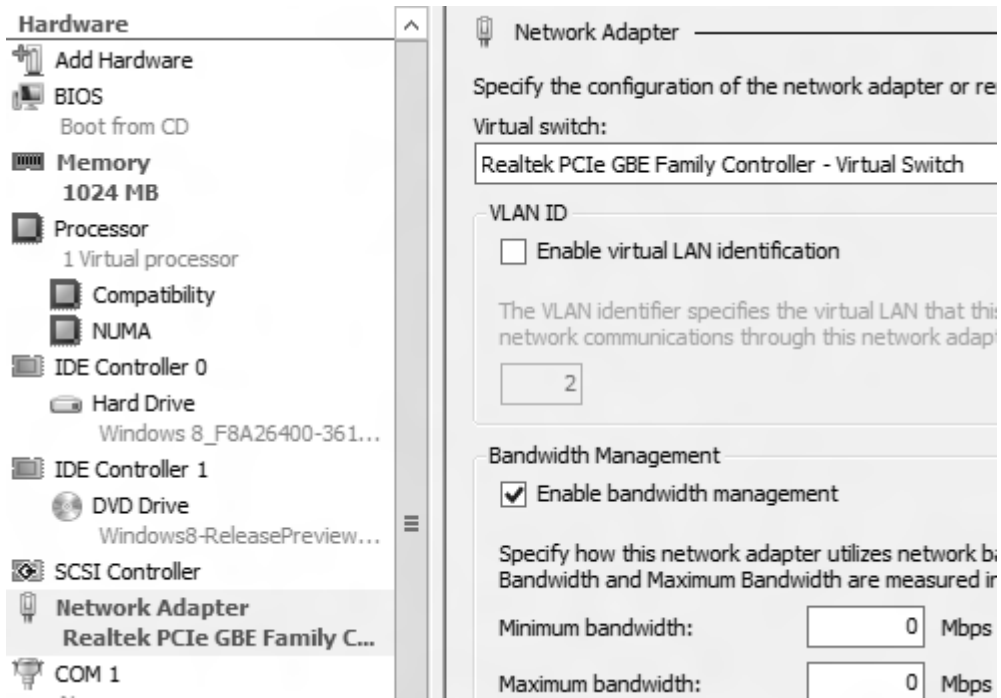 Hardware
Add Hardware
BIOS
Boot from CD
Memory
1024 MB
Processor
1 Virtual processor
Compatibility
NUMA
IDE Controller 0
Hard Drive
Windows 8_F8A26400-361...
IDE Controller 1
DVD Drive
Windows8-ReleasePreview...
SCSI Controller
Network Adapter
Realtek PCIe GBE Family C...
COM 1
Network Adapter
Specify the configuration of the network adapter or re
Virtual switch:
Realtek PCIe GBE Family Controller - Virtual Switch
VLAN ID
Enable virtual LAN identification
The VLAN identifier specifies the virtual LAN that this
network communications through this network adapt
2
Bandwidth Management
Enable bandwidth management
Specify how this network adapter utilizes network ba
Bandwidth and Maximum Bandwidth are measured in
Minimum bandwidth: 0 Mbps
Maximum bandwidth: 0 Mbps